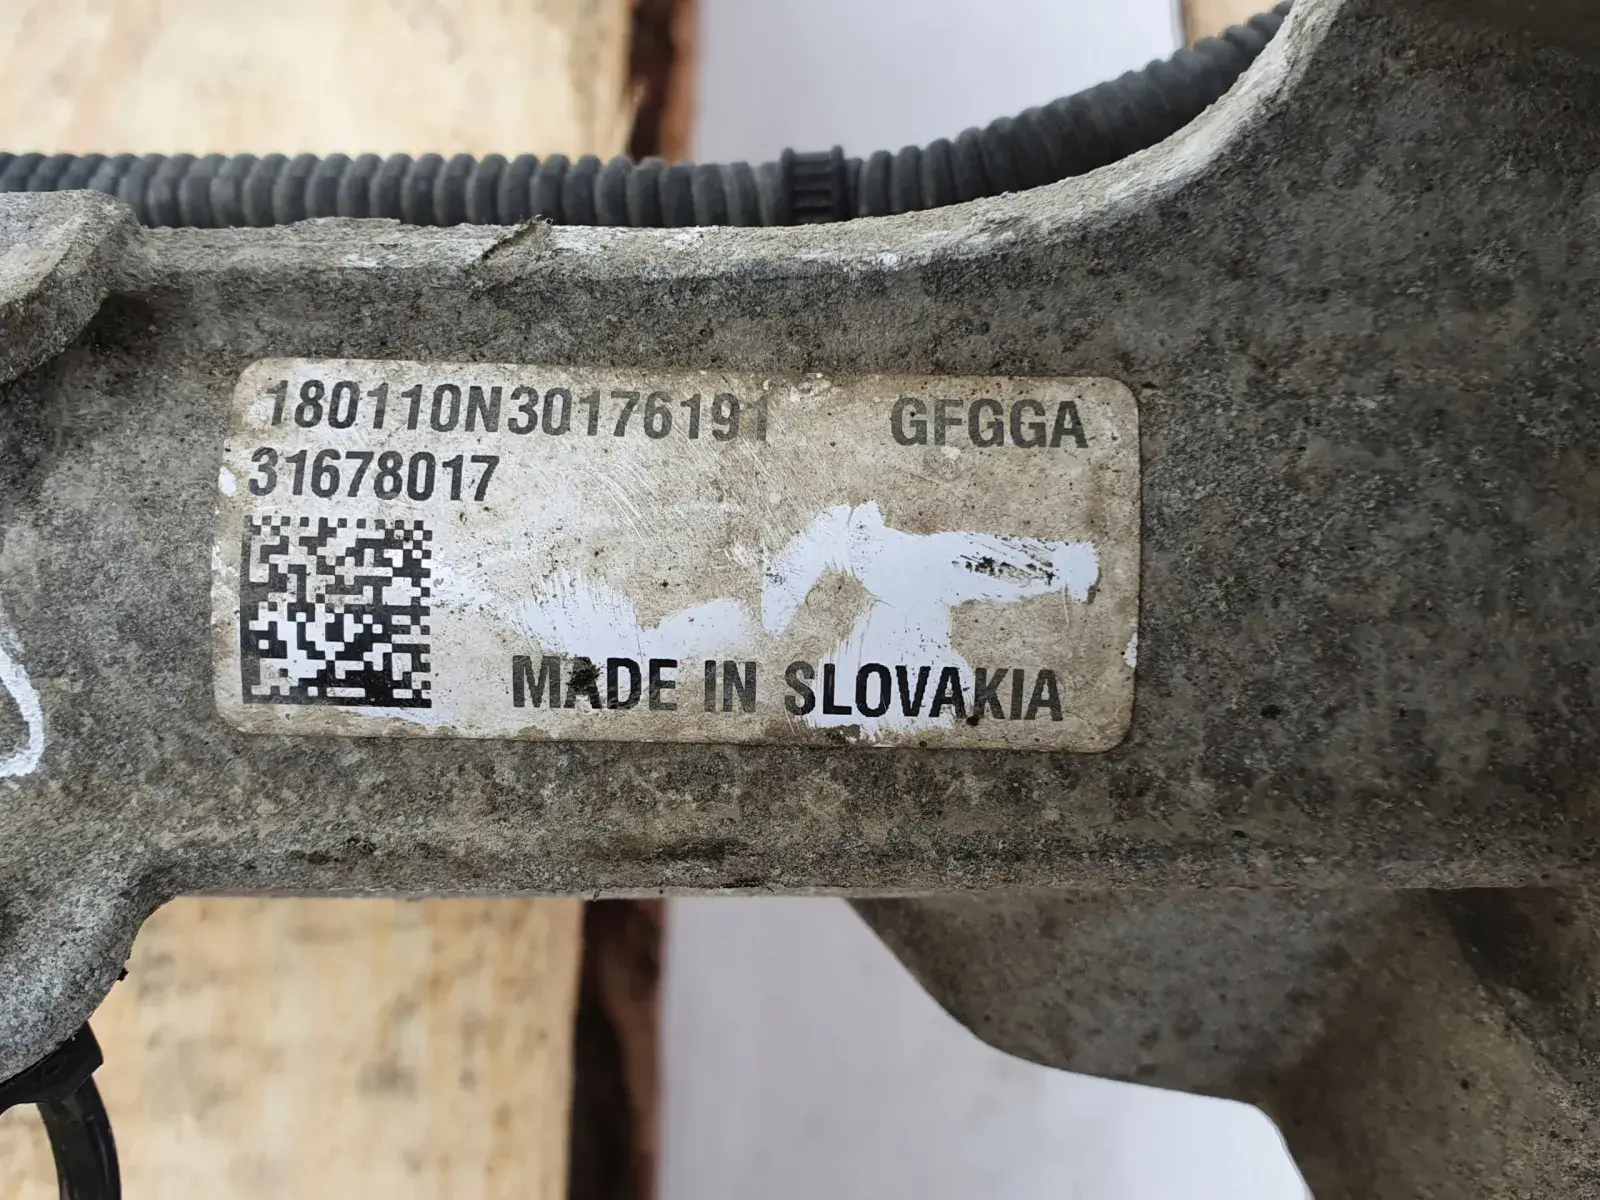 180110N30176191 GFGGA
31678017
MADE IN SLOVAKIA